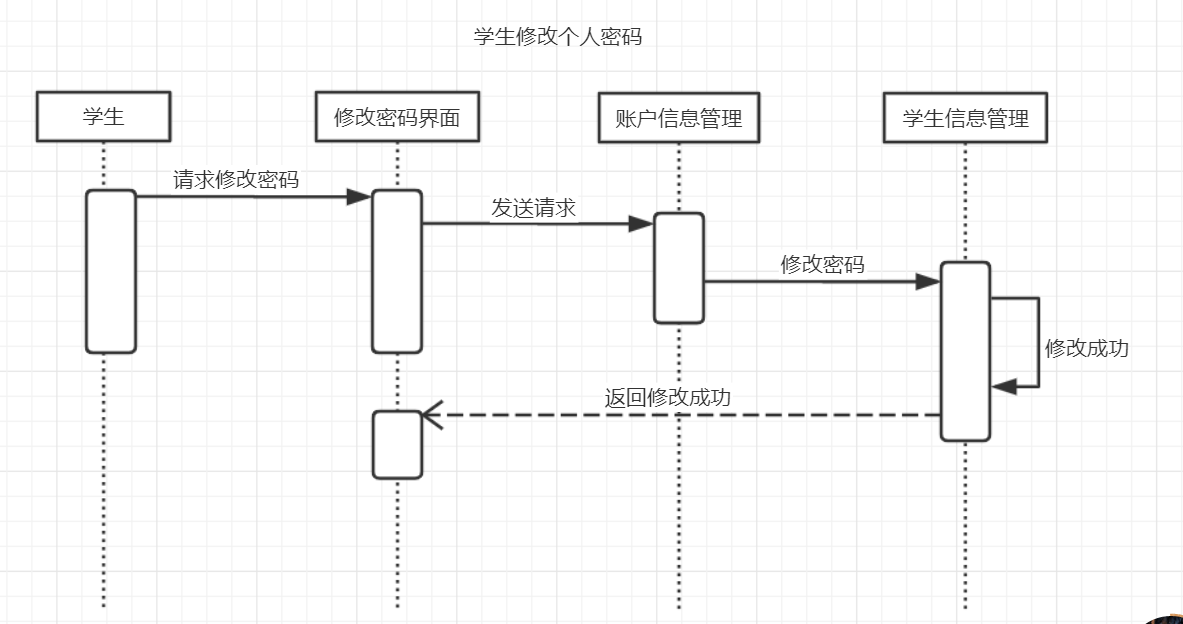 学生修改个人密码
学生
修改密码界面
账户信息管理
学生信息管理
请求修改密码
发送请求
修改密码
修改成功
返回修改成功